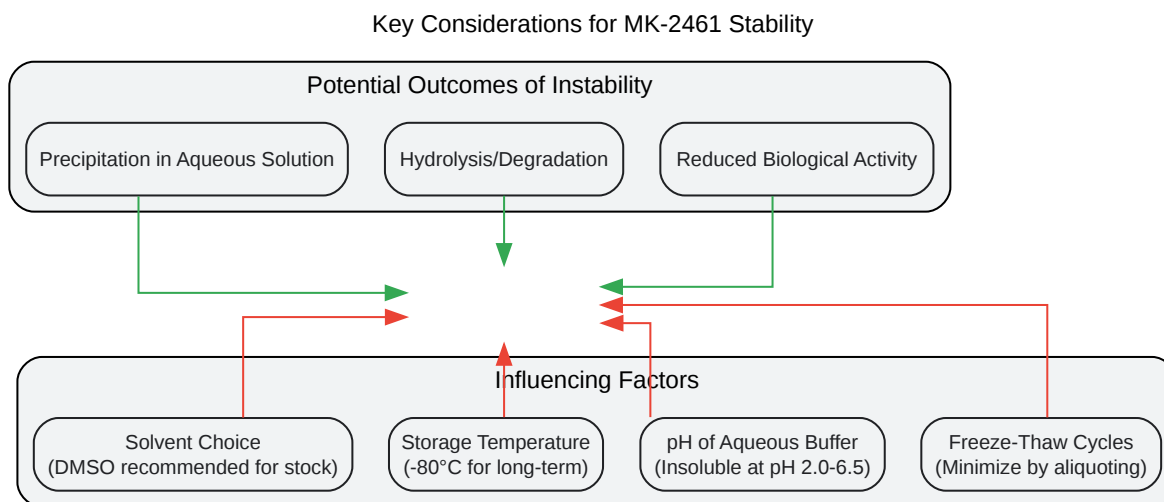 Key Considerations for MK-2461 Stability
Potential Outcomes of Instability
Precipitation in Aqueous Solution
Hydrolysis/Degradation
Reduced Biological Activity
Influencing Factors
Solvent Choice
(DMSO recommended for stock)
Storage Temperature
(-80°C for long-term)
pH of Aqueous Buffer
(Insoluble at pH 2.0-6.5)
Freeze-Thaw Cycles
(Minimize by aliquoting)